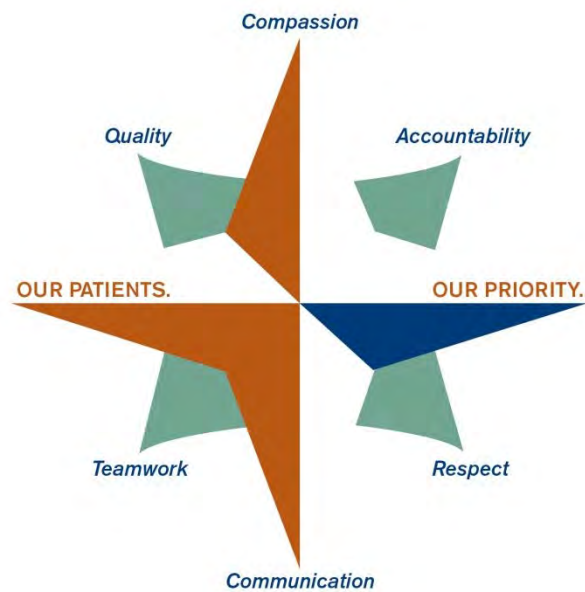 Compassion
Quality
Accountability
OUR PATIENTS.
OUR PRIORITY.
Teamwork
Respect
Communication